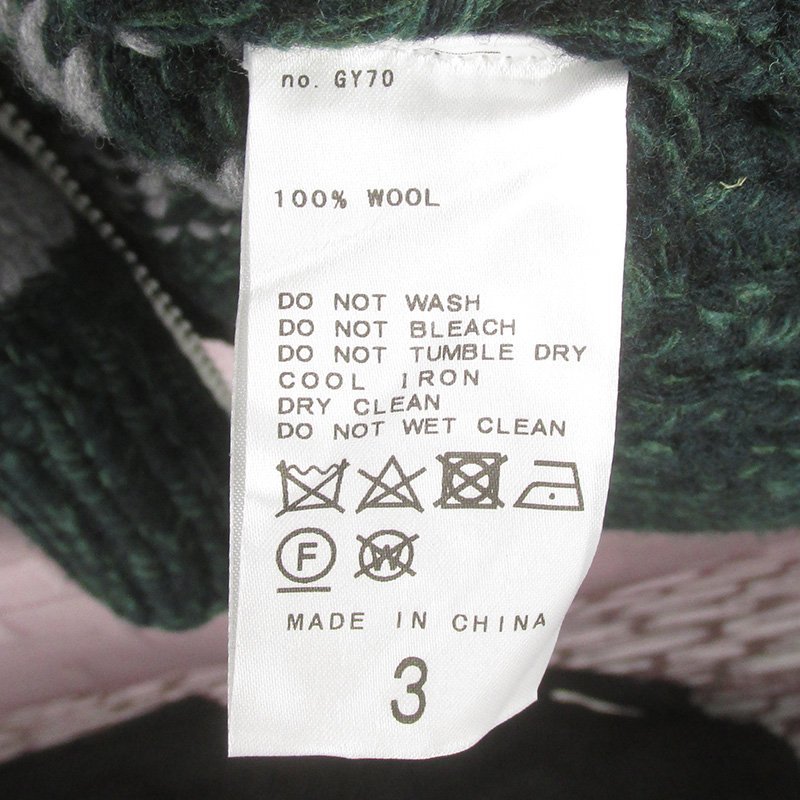 no. GY70
100% WOOL
DO NOT WASH
DO NOT BLEACH
DO NOT TUMBLE DRY
COOL IRON
DRY CLEAN
DO NOT WET CLEAN
F W
MADE IN CHINA
3